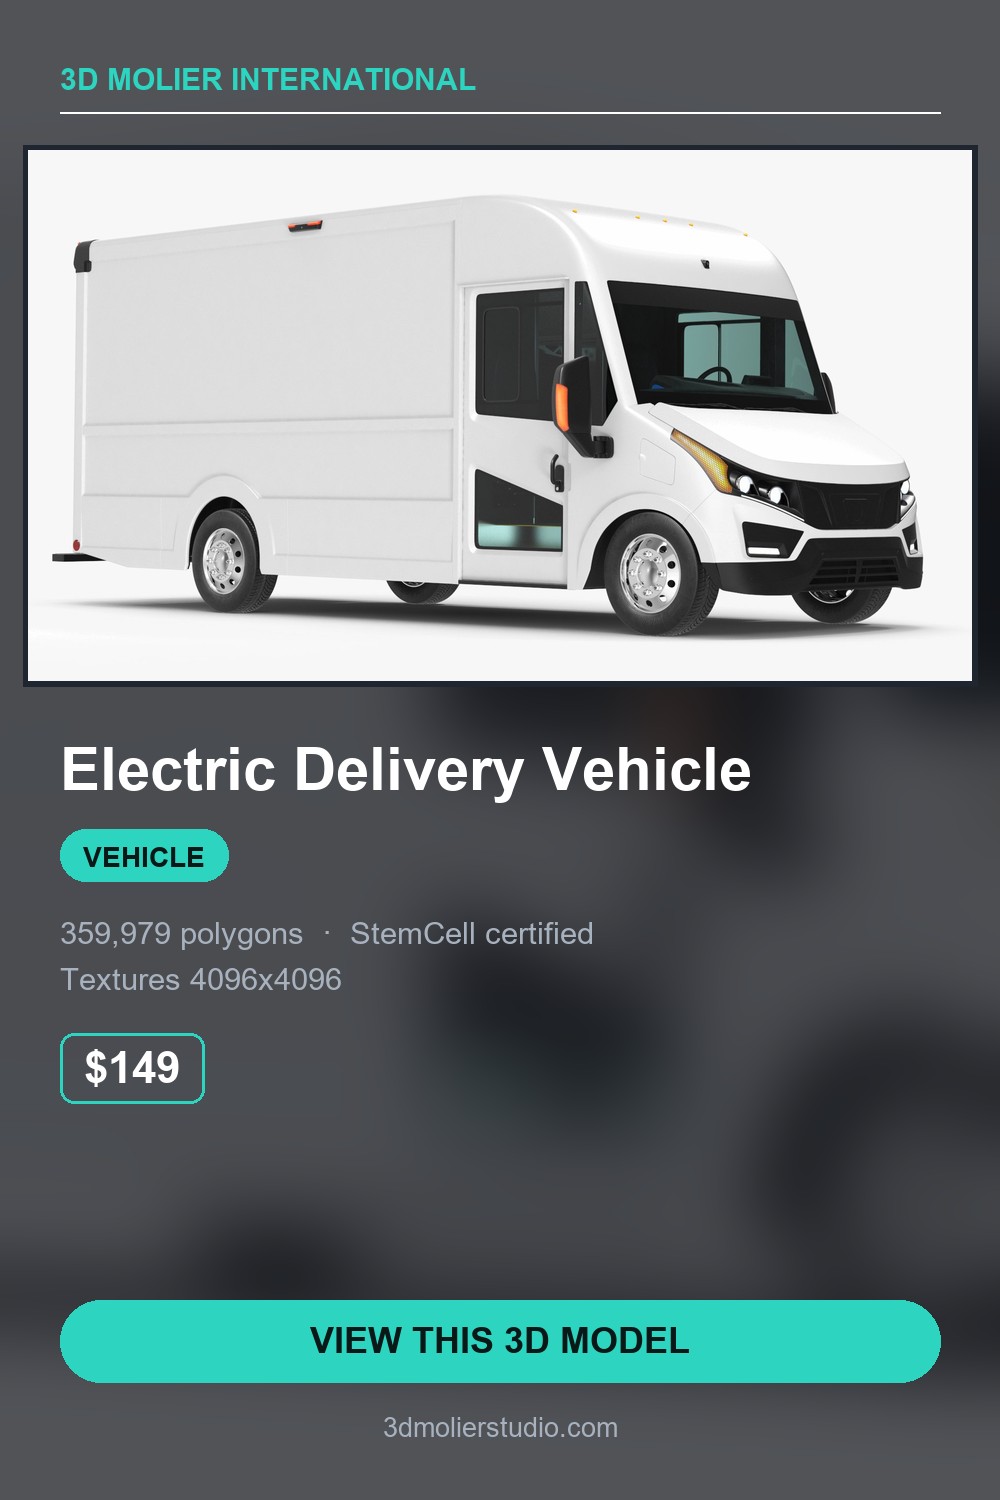 3D MOLIER INTERNATIONAL
Electric Delivery Vehicle
VEHICLE
359,979 polygons · StemCell certified
Textures 4096x4096
$149
VIEW THIS 3D MODEL
3dmolierstudio.com